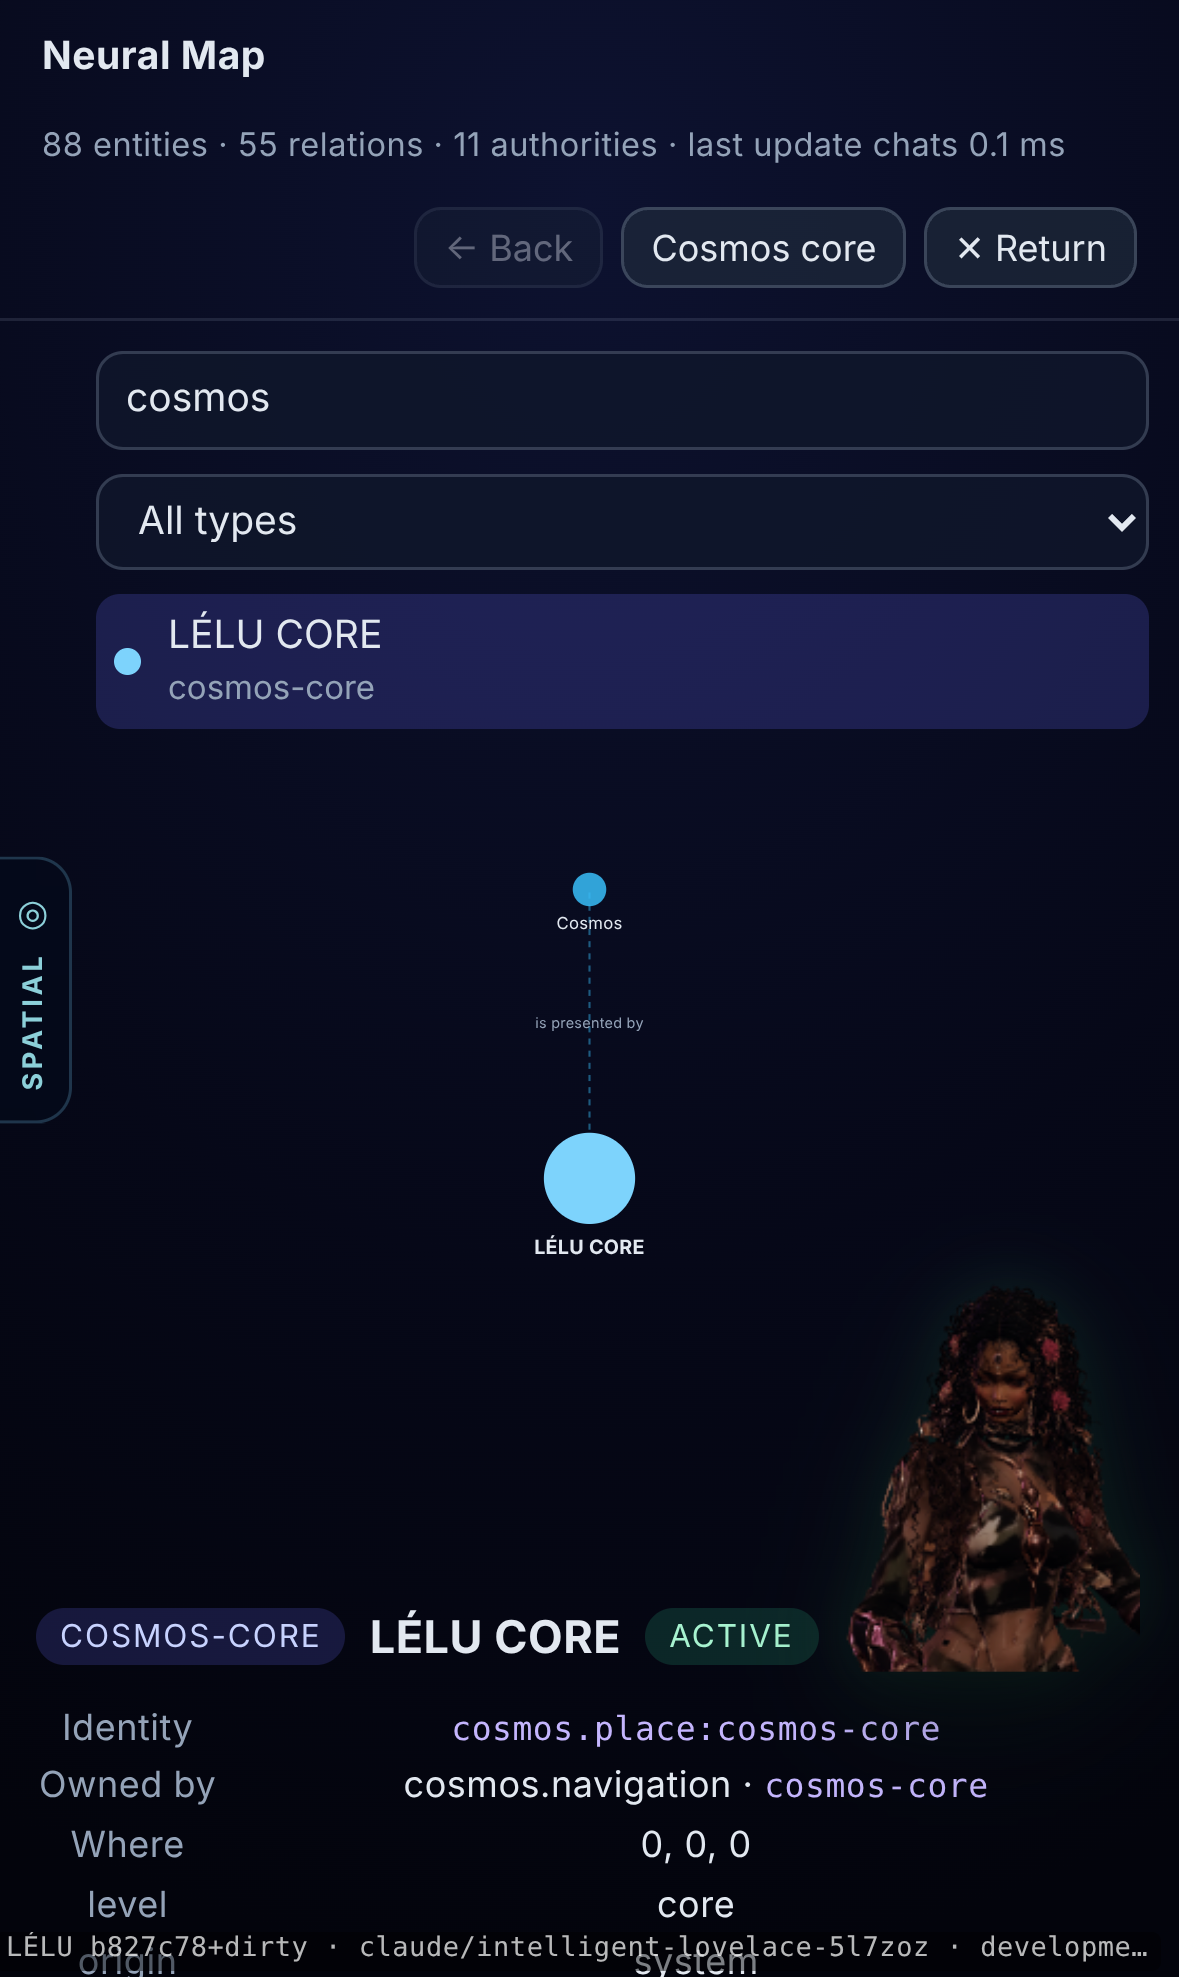 Neural Map
88 entities · 55 relations · 11 authorities · last update chats 0.1 ms
← Back
Cosmos core
✕ Return
cosmos
All types
LÉLU CORE
cosmos-core
SPATIAL ◎
Cosmos
is presented by
LÉLU CORE
COSMOS-CORE LÉLU CORE ACTIVE
Identity cosmos.place:cosmos-core
Owned by cosmos.navigation · cosmos-core
Where 0, 0, 0
level core
origin system
LÉLU b827c78+dirty · claude/intelligent-lovelace-5l7zoz · developme…